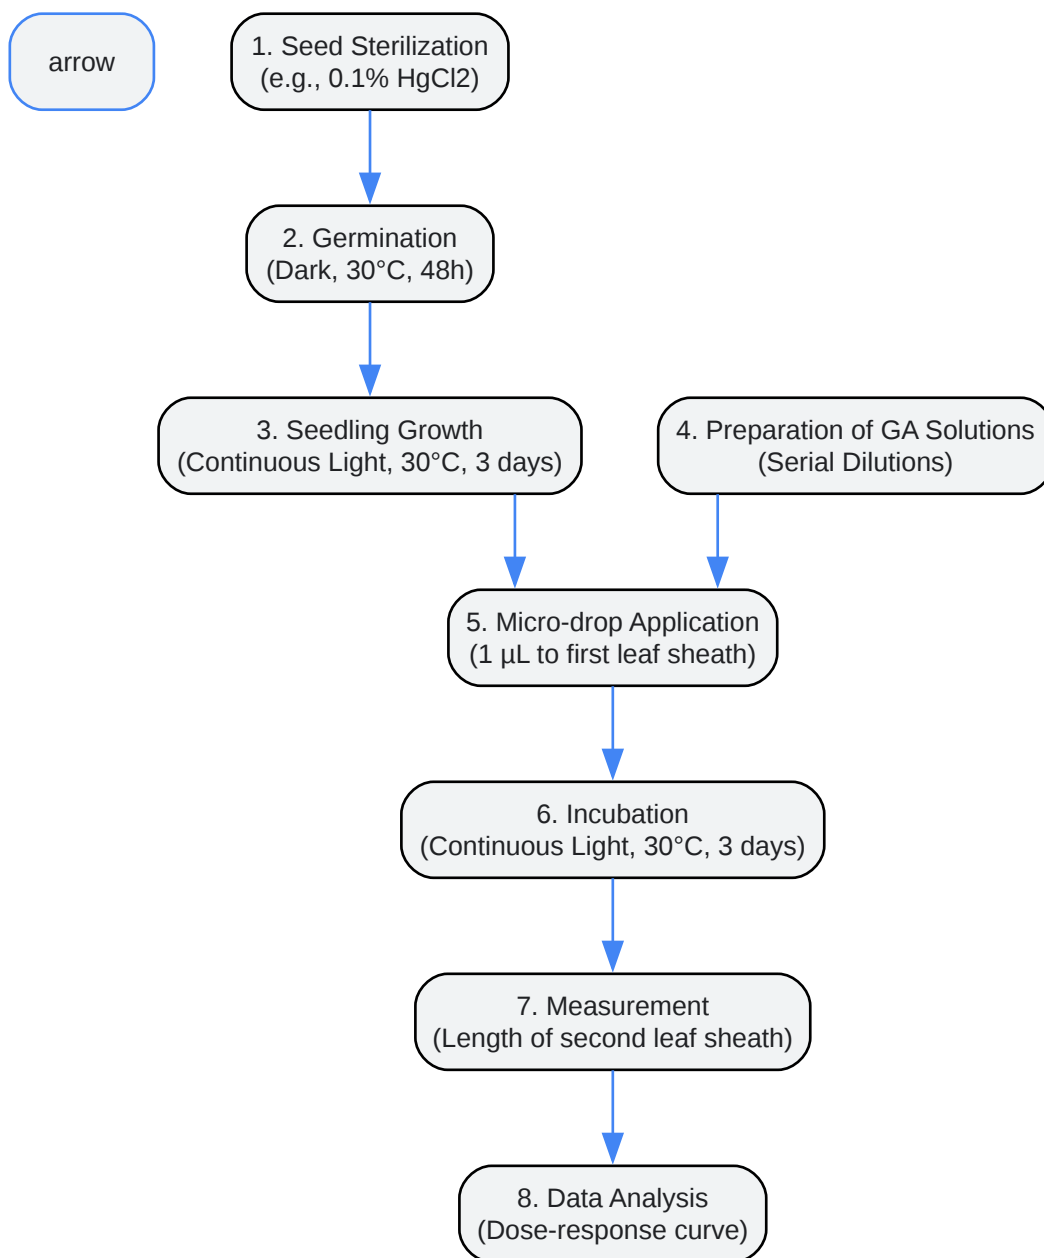 arrow
1. Seed Sterilization
(e.g., 0.1% HgCl2)
2. Germination
(Dark, 30°C, 48h)
3. Seedling Growth
(Continuous Light, 30°C, 3 days)
4. Preparation of GA Solutions
(Serial Dilutions)
5. Micro-drop Application
(1 µL to first leaf sheath)
6. Incubation
(Continuous Light, 30°C, 3 days)
7. Measurement
(Length of second leaf sheath)
8. Data Analysis
(Dose-response curve)